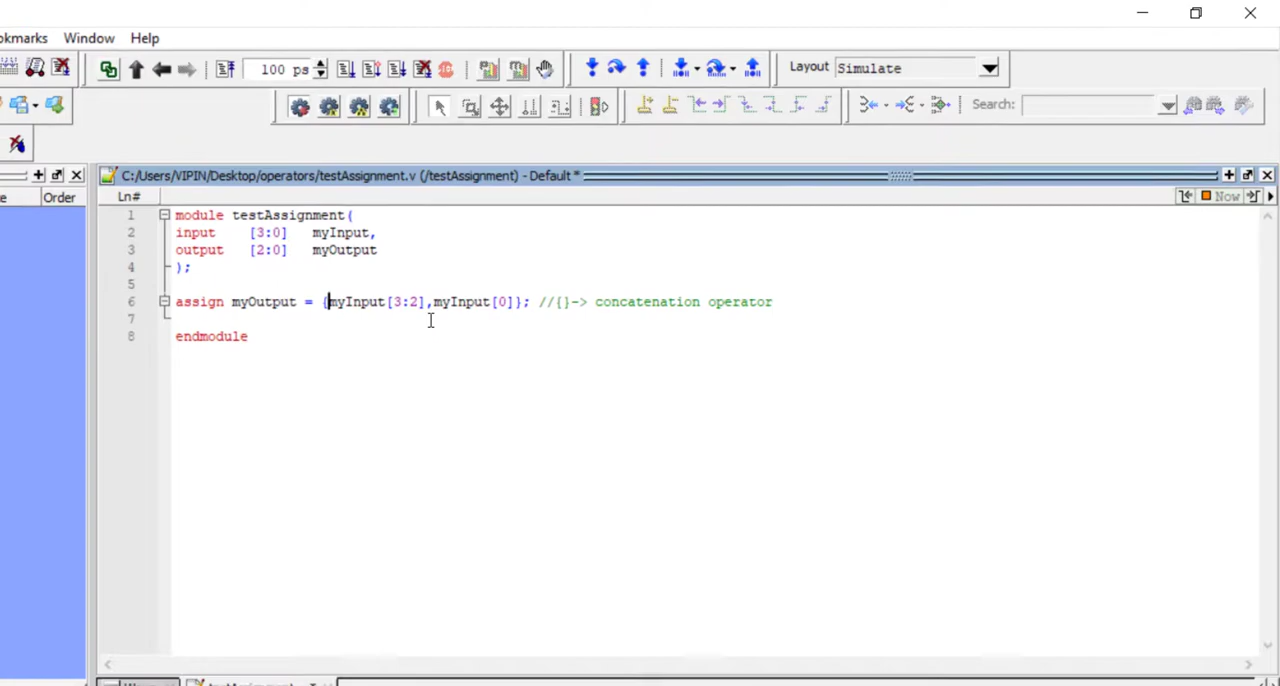 ookmarks Window Help
100 ps Layout Simulate
Search:
C:/Users/VIPIN/Desktop/operators/testAssignment.v (/testAssignment) - Default *
Order Ln# Now
1 module testAssignment(
2 input [3:0] myInput,
3 output [2:0] myOutput
4 );
5
6 assign myOutput = {myInput[3:2],myInput[0]}; //{}-> concatenation operator
7
8 endmodule